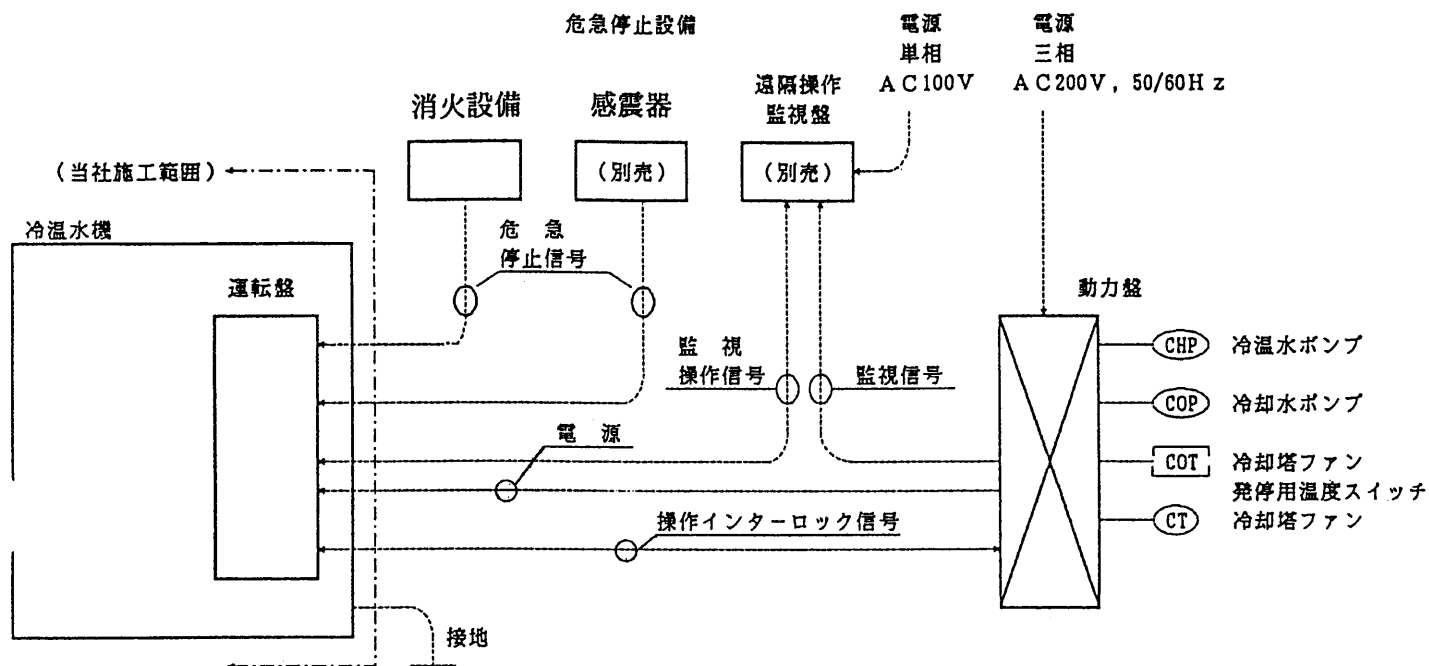 危急停止設備
電源
単相
AC100V
電源
三相
AC200V, 50/60Hz
消火設備
感震器
遠隔操作
監視盤
(当社施工範囲)
(別売)
(別売)
冷温水機
危 急
停止信号
運転盤
動力盤
監 視
操作信号
監視信号
CHP 冷温水ポンプ
COP 冷却水ポンプ
電 源
COT 冷却塔ファン
発停用温度スイッチ
操作インターロック信号
CT 冷却塔ファン
接地